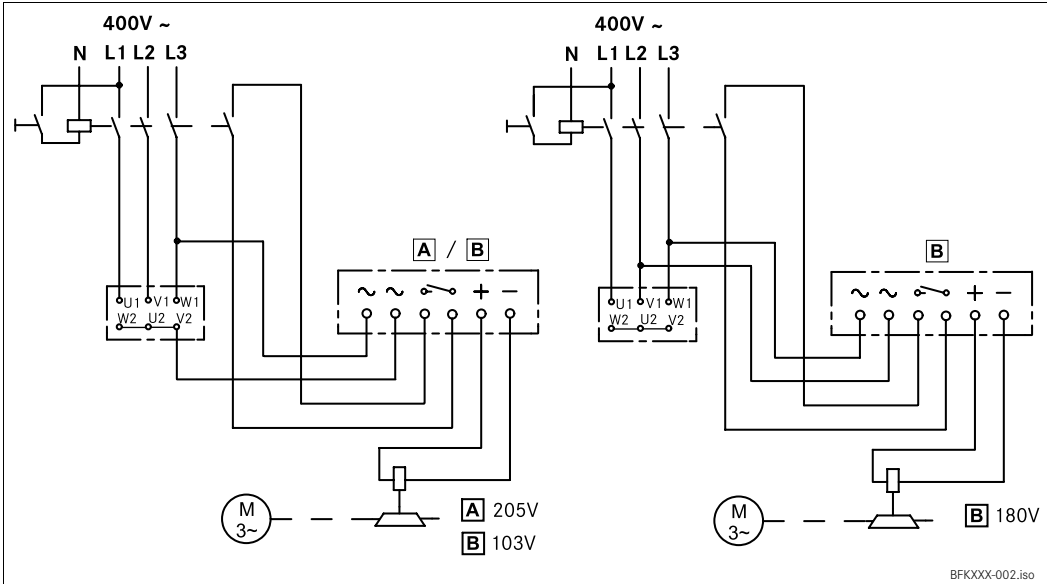 400V ~
N L1 L2 L3
A / B
U1 V1 W1
W2 U2 V2
~ ~ + −
M
3~
A 205V
B 103V
400V ~
N L1 L2 L3
B
U1 V1 W1
W2 U2 V2
~ ~ + −
M
3~
B 180V
BFKXXX-002.iso